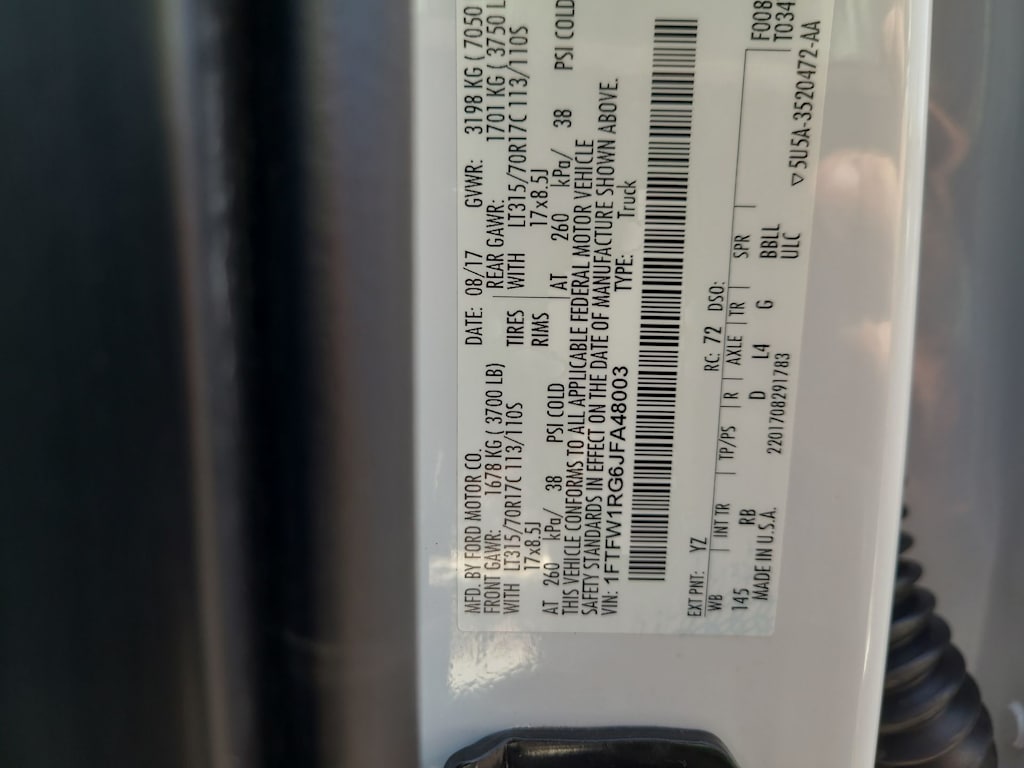 MFD. BY FORD MOTOR CO. DATE: 08/17 GVWR: 3198 KG ( 7050
FRONT GAWR: 1678 KG ( 3700 LB) REAR GAWR: 1701 KG ( 3750 L
WITH LT315/70R17C 113/110S TIRES WITH LT315/70R17C 113/110S
17x8.5J RIMS 17x8.5J
AT 260 kPa/ 38 PSI COLD AT 260 kPa/ 38 PSI COLD
THIS VEHICLE CONFORMS TO ALL APPLICABLE FEDERAL MOTOR VEHICLE
SAFETY STANDARDS IN EFFECT ON THE DATE OF MANUFACTURE SHOWN ABOVE.
VIN: 1FTFW1RG6JFA48003 TYPE: Truck
EXT PNT: YZ RC: 72 DSO: F008
WB INT TR TP/PS R AXLE TR SPR T034
145 RB D L4 G BBLL
MADE IN U.S.A. 2201708291783 ULC
▽5U5A-3520472-AA